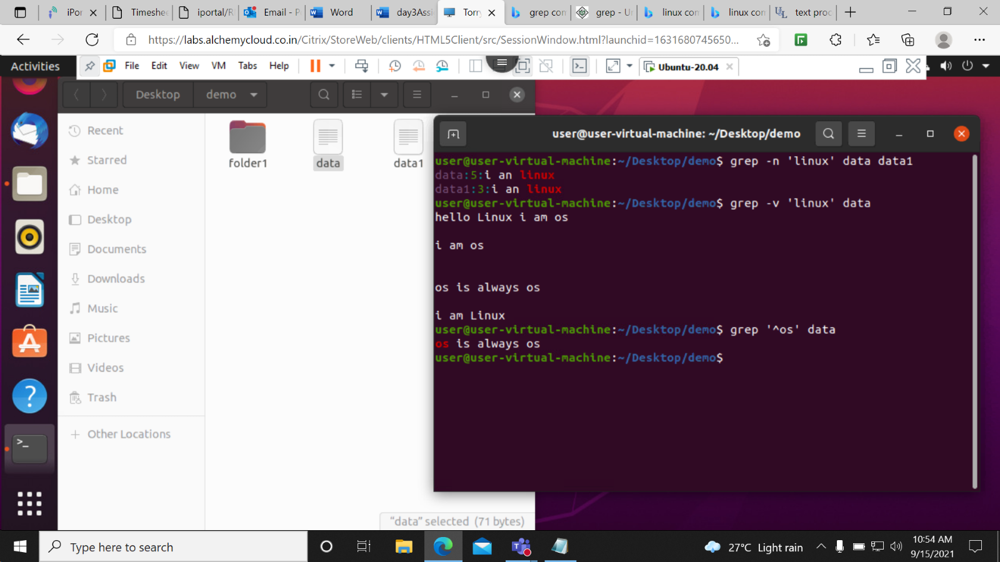 iPor
Timeshee
iportal/R
Email - P
Word
day3Assi
Torry
grep com
grep - Ur
linux con
linux con
text proc
https://labs.alchemycloud.co.in/Citrix/StoreWeb/clients/HTML5Client/src/SessionWindow.html?launchid=1631680745650...
Activities
File Edit View VM Tabs Help
Ubuntu-20.04
Desktop demo
Recent
Starred
Home
Desktop
Documents
Downloads
Music
Pictures
Videos
Trash
Other Locations
folder1 data data1
"data" selected (71 bytes)
user@user-virtual-machine: ~/Desktop/demo
user@user-virtual-machine:~/Desktop/demo$ grep -n 'linux' data data1
data:5:i an linux
data1:3:i an linux
user@user-virtual-machine:~/Desktop/demo$ grep -v 'linux' data
hello Linux i am os
i am os
os is always os
i am Linux
user@user-virtual-machine:~/Desktop/demo$ grep '^os' data
os is always os
user@user-virtual-machine:~/Desktop/demo$
Type here to search
27°C Light rain
10:54 AM
9/15/2021